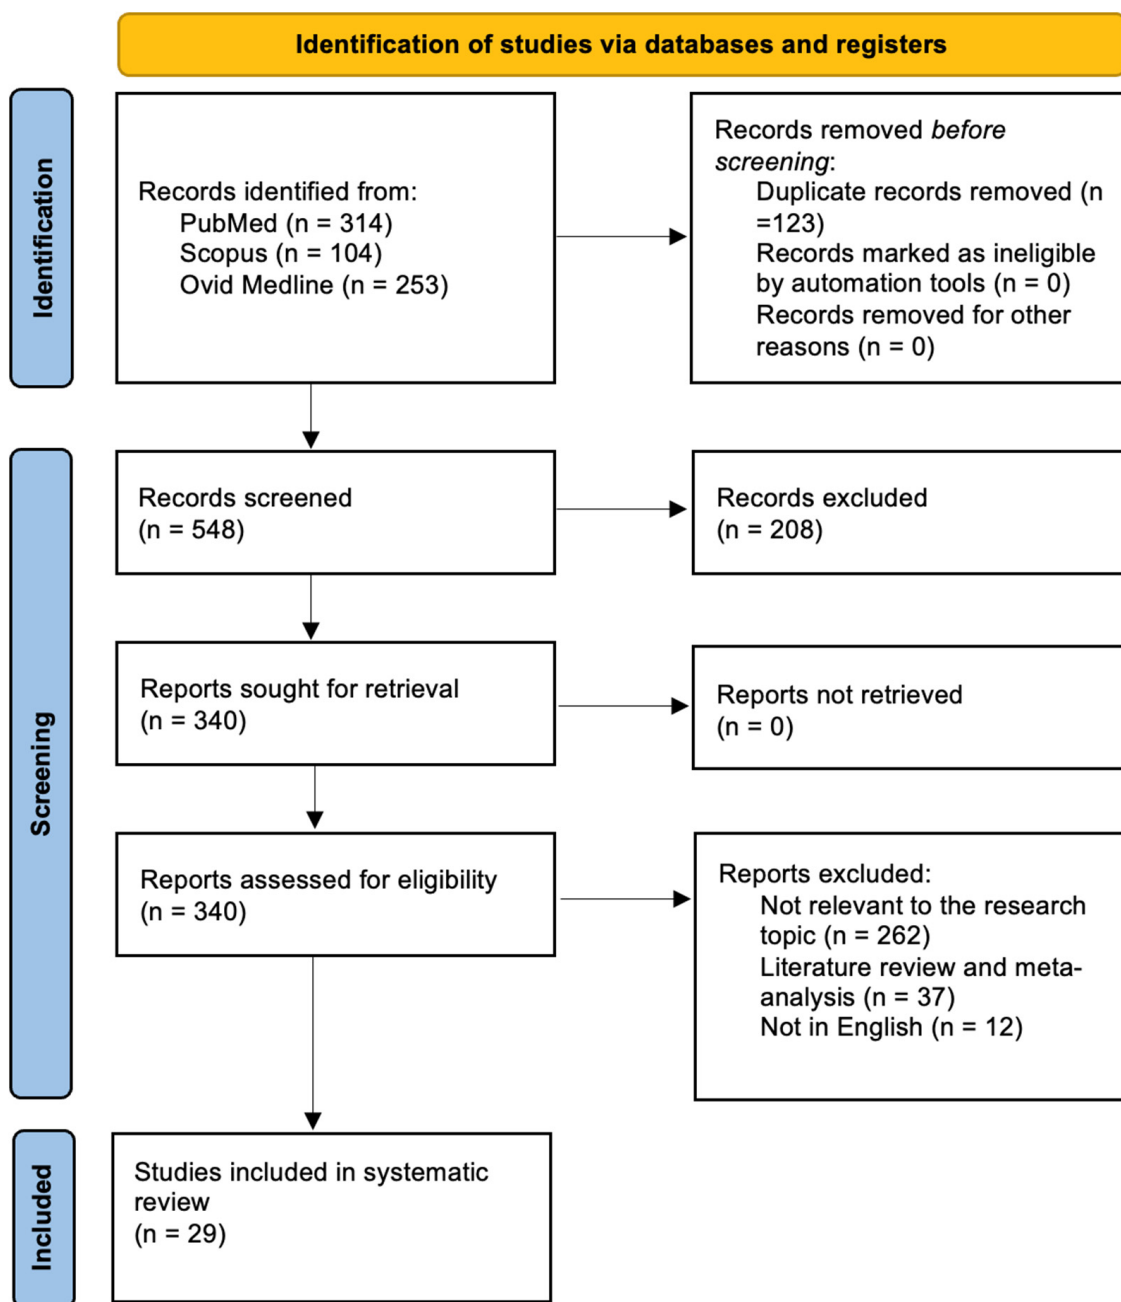 Identification of studies via databases and registers
Identification
Records identified from:
PubMed (n = 314)
Scopus (n = 104)
Ovid Medline (n = 253)
Records removed before
screening:
Duplicate records removed (n
=123)
Records marked as ineligible
by automation tools (n = 0)
Records removed for other
reasons (n = 0)
Screening
Records screened
(n = 548)
Records excluded
(n = 208)
Reports sought for retrieval
(n = 340)
Reports not retrieved
(n = 0)
Reports assessed for eligibility
(n = 340)
Reports excluded:
Not relevant to the research
topic (n = 262)
Literature review and meta-
analysis (n = 37)
Not in English (n = 12)
Included
Studies included in systematic
review
(n = 29)